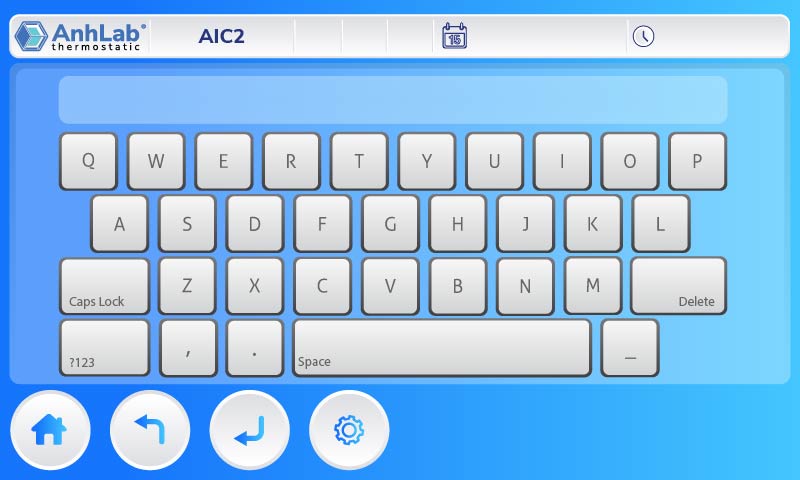 AnhLab®
thermostatic
AIC2
15
Q W E R T Y U I O P
A S D F G H J K L
Caps Lock Z X C V B N M Delete
?123 , . Space _